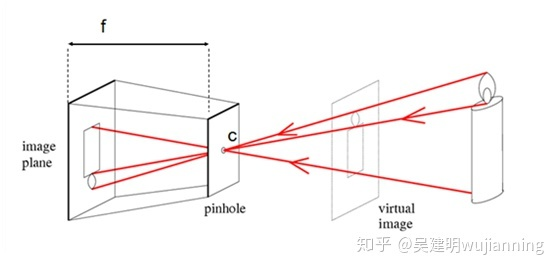 f
C
image
plane
pinhole
virtual
image
知乎 @吴建明wujianning